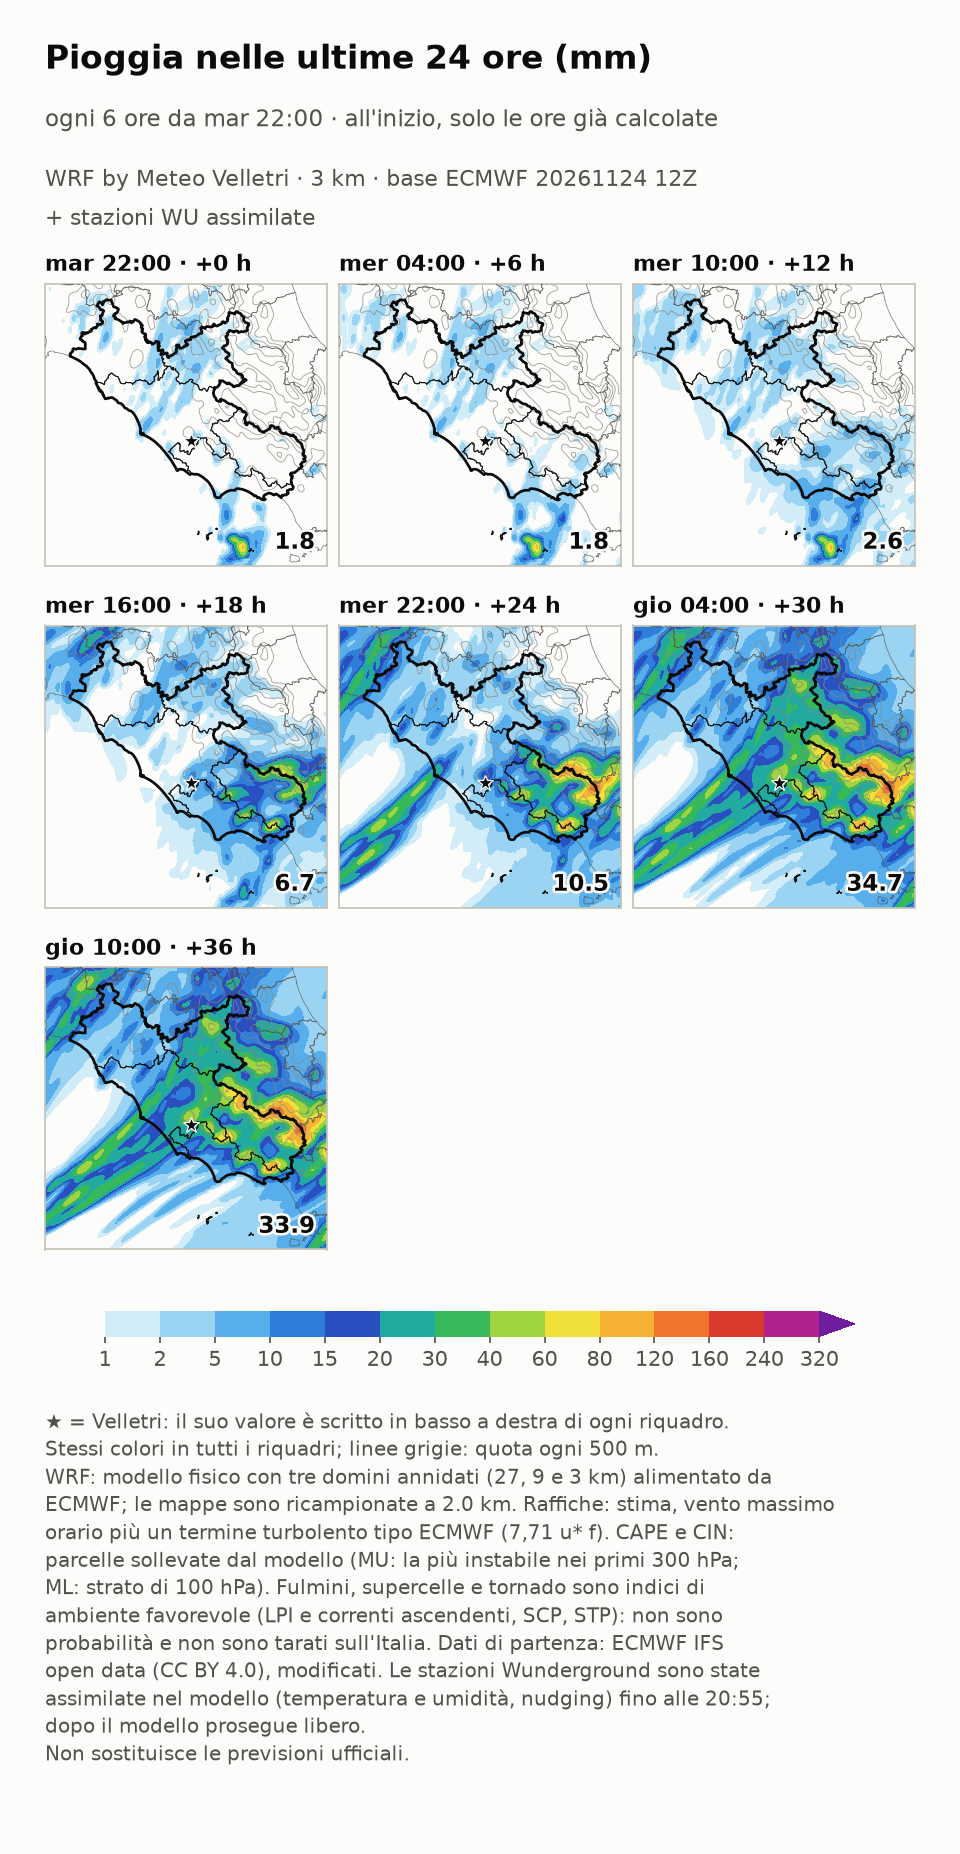 Pioggia nelle ultime 24 ore (mm)
ogni 6 ore da mar 22:00 · all'inizio, solo le ore già calcolate
WRF by Meteo Velletri · 3 km · base ECMWF 20261124 12Z
+ stazioni WU assimilate
mar 22:00 · +0 h
mer 04:00 · +6 h
mer 10:00 · +12 h
1.8
1.8
2.6
mer 16:00 · +18 h
mer 22:00 · +24 h
gio 04:00 · +30 h
6.7
10.5
34.7
gio 10:00 · +36 h
33.9
1 2 5 10 15 20 30 40 60 80 120 160 240 320
★ = Velletri: il suo valore è scritto in basso a destra di ogni riquadro.
Stessi colori in tutti i riquadri; linee grigie: quota ogni 500 m.
WRF: modello fisico con tre domini annidati (27, 9 e 3 km) alimentato da
ECMWF; le mappe sono ricampionate a 2.0 km. Raffiche: stima, vento massimo
orario più un termine turbolento tipo ECMWF (7,71 u* f). CAPE e CIN:
parcelle sollevate dal modello (MU: la più instabile nei primi 300 hPa;
ML: strato di 100 hPa). Fulmini, supercelle e tornado sono indici di
ambiente favorevole (LPI e correnti ascendenti, SCP, STP): non sono
probabilità e non sono tarati sull'Italia. Dati di partenza: ECMWF IFS
open data (CC BY 4.0), modificati. Le stazioni Wunderground sono state
assimilate nel modello (temperatura e umidità, nudging) fino alle 20:55;
dopo il modello prosegue libero.
Non sostituisce le previsioni ufficiali.